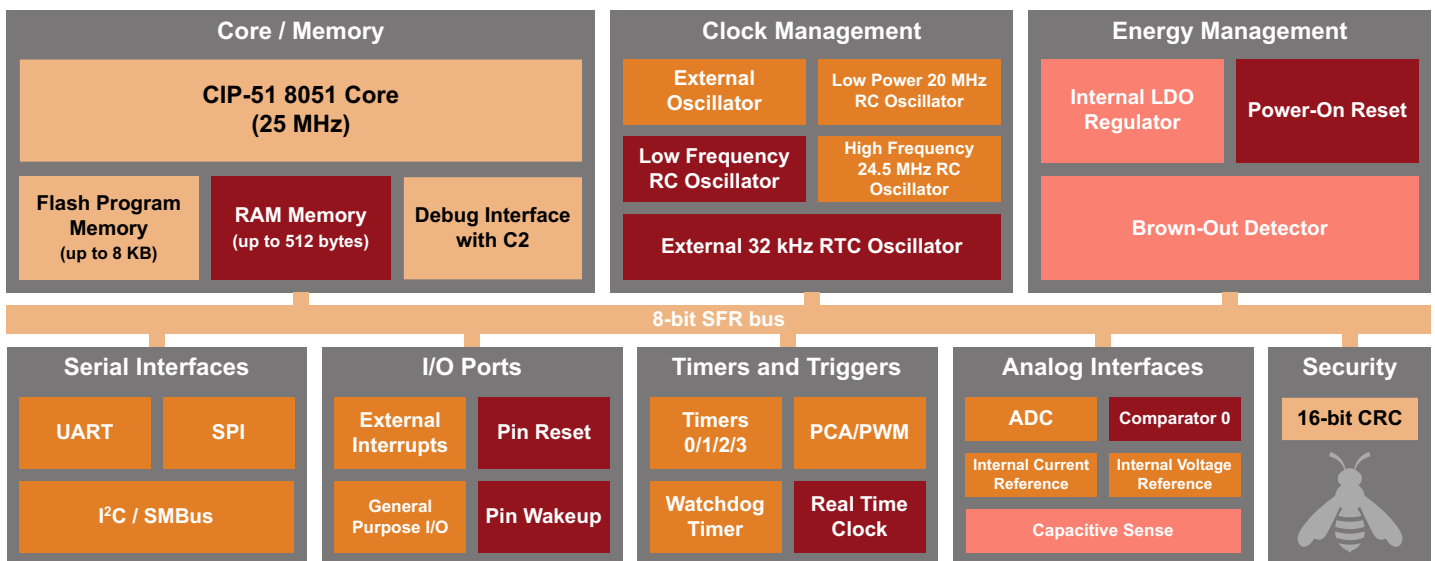 Core / Memory
CIP-51 8051 Core
(25 MHz)
Flash Program
Memory
(up to 8 KB)
RAM Memory
(up to 512 bytes)
Debug Interface
with C2
Clock Management
External
Oscillator
Low Power 20 MHz
RC Oscillator
Low Frequency
RC Oscillator
High Frequency
24.5 MHz RC
Oscillator
External 32 kHz RTC Oscillator
Energy Management
Internal LDO
Regulator
Power-On Reset
Brown-Out Detector
8-bit SFR bus
Serial Interfaces
UART
SPI
I²C / SMBus
I/O Ports
External
Interrupts
Pin Reset
General
Purpose I/O
Pin Wakeup
Timers and Triggers
Timers
0/1/2/3
PCA/PWM
Watchdog
Timer
Real Time
Clock
Analog Interfaces
ADC
Comparator 0
Internal Current
Reference
Internal Voltage
Reference
Capacitive Sense
Security
16-bit CRC